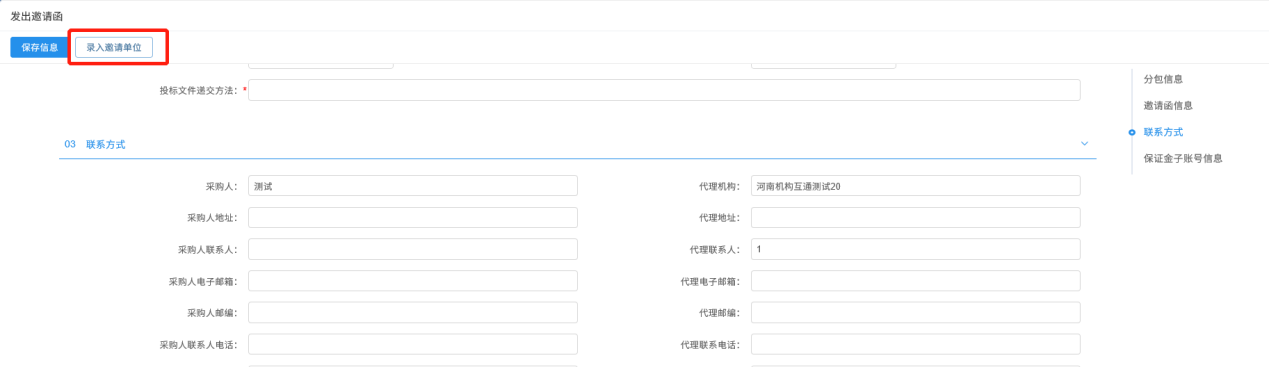 发出邀请函
保存信息 录入邀请单位
投标文件递交方法：*
03 联系方式
采购人： 测试 代理机构： 河南机构互通测试20
采购人地址： 代理地址：
采购人联系人： 代理联系人： 1
采购人电子邮箱： 代理电子邮箱：
采购人邮编： 代理邮编：
采购人联系人电话： 代理联系电话：
分包信息
邀请函信息
联系方式
保证金子账号信息